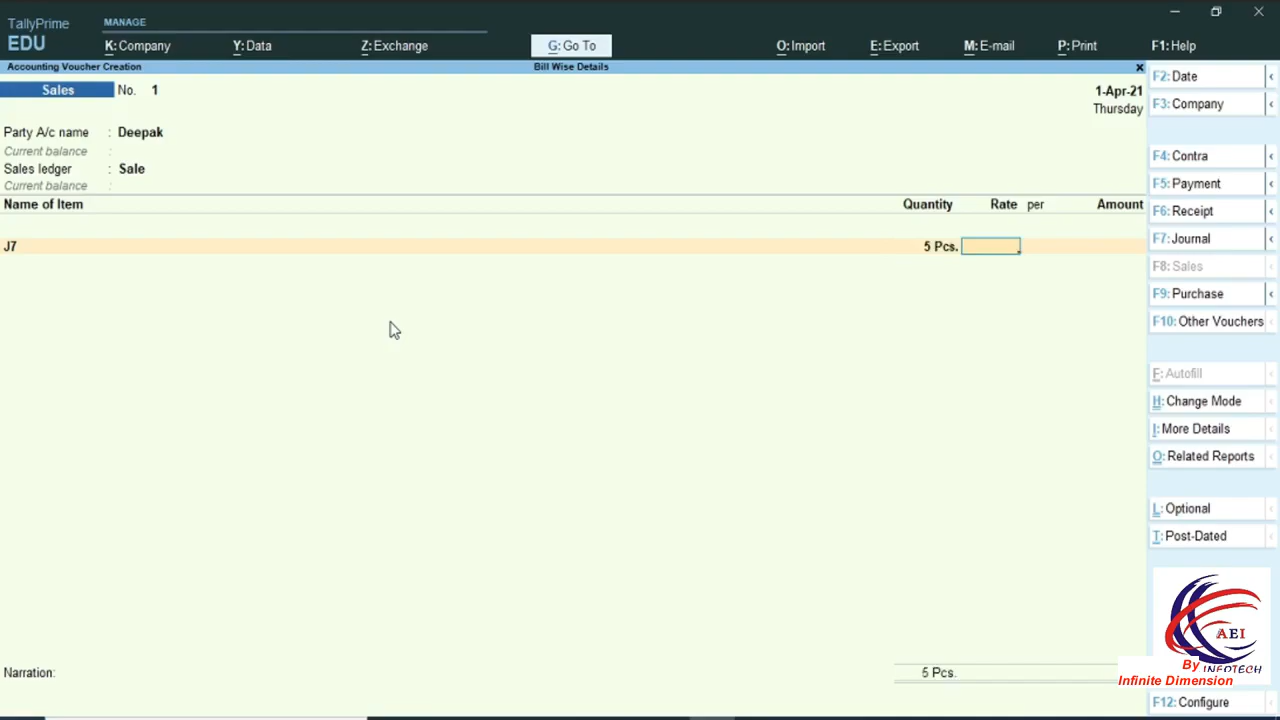 TallyPrime
EDU
MANAGE
K: Company
Y: Data
Z: Exchange
G: Go To
O: Import
E: Export
M: E-mail
P: Print
F1: Help
Accounting Voucher Creation
Bill Wise Details
Sales
No. 1
1-Apr-21
Thursday
Party A/c name : Deepak
Current balance :
Sales ledger : Sale
Current balance :
Name of Item Quantity Rate per Amount
J7 5 Pcs.
Narration: 5 Pcs.
F2: Date
F3: Company
F4: Contra
F5: Payment
F6: Receipt
F7: Journal
F8: Sales
F9: Purchase
F10: Other Vouchers
F: Autofill
H: Change Mode
I: More Details
O: Related Reports
L: Optional
T: Post-Dated
AEI
INFOTECH
By
Infinite Dimension
F12: Configure